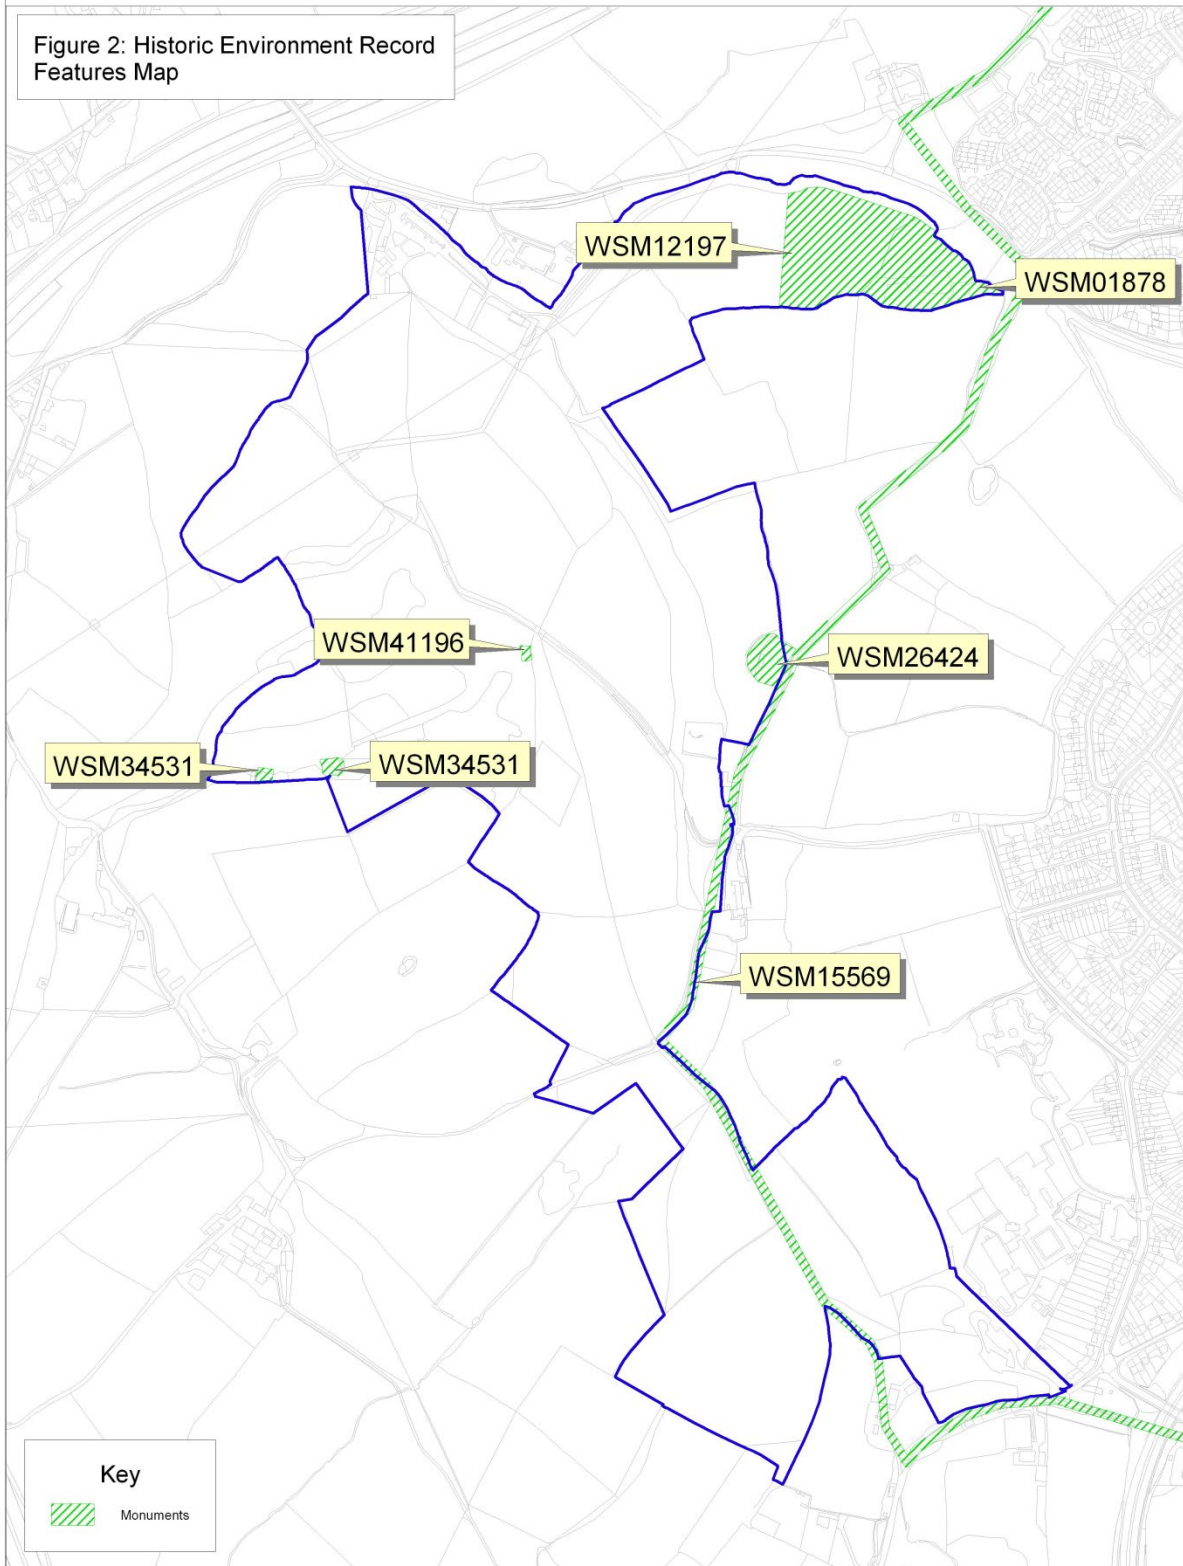 Figure 2: Historic Environment Record
Features Map
WSM12197
WSM01878
WSM41196
WSM26424
WSM34531
WSM34531
WSM15569
Key
Monuments